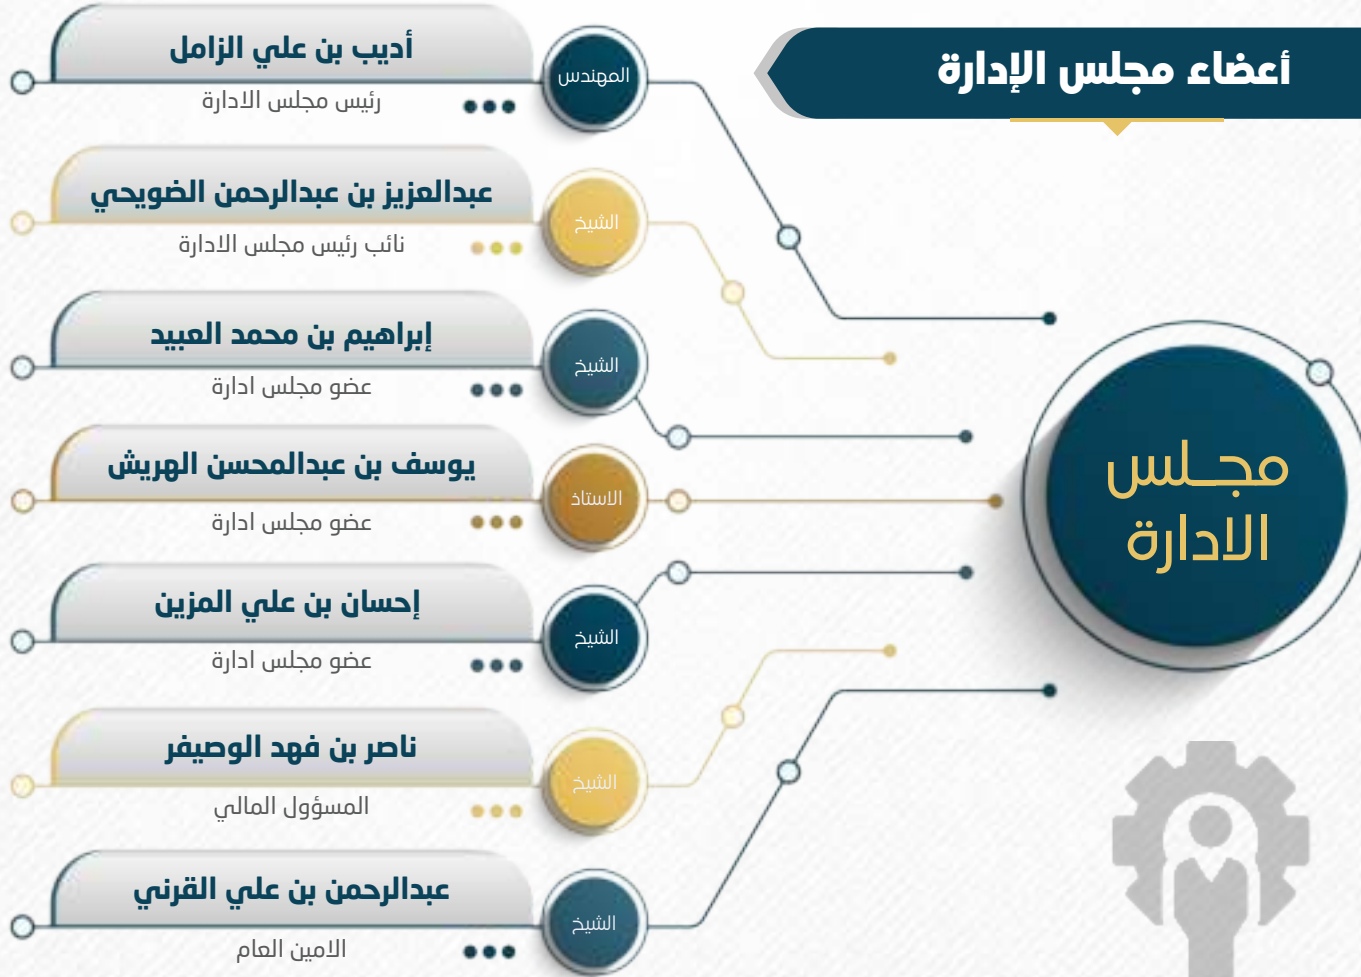 أعضاء مجلس الإدارة
مجـلس
الادارة
المهندس
أديب بن علي الزامل
رئيس مجلس الادارة
الشيخ
عبدالعزيز بن عبدالرحمن الضويحي
نائب رئيس مجلس الادارة
الشيخ
إبراهيم بن محمد العبيد
عضو مجلس ادارة
الاستاذ
يوسف بن عبدالمحسن الهريش
عضو مجلس ادارة
الشيخ
إحسان بن علي المزين
عضو مجلس ادارة
الشيخ
ناصر بن فهد الوصيفر
المسؤول المالي
الشيخ
عبدالرحمن بن علي القرني
الامين العام